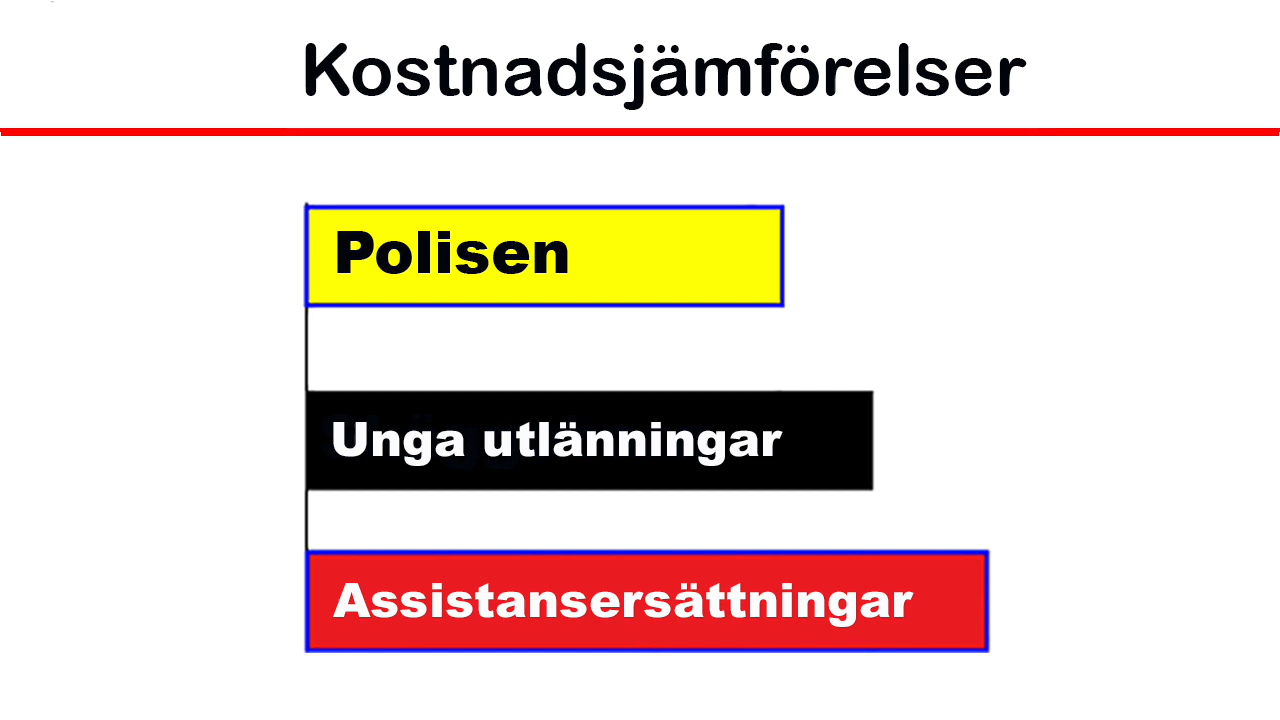 Kostnadsjämförelser
Polisen
Unga utlänningar
Assistansersättningar